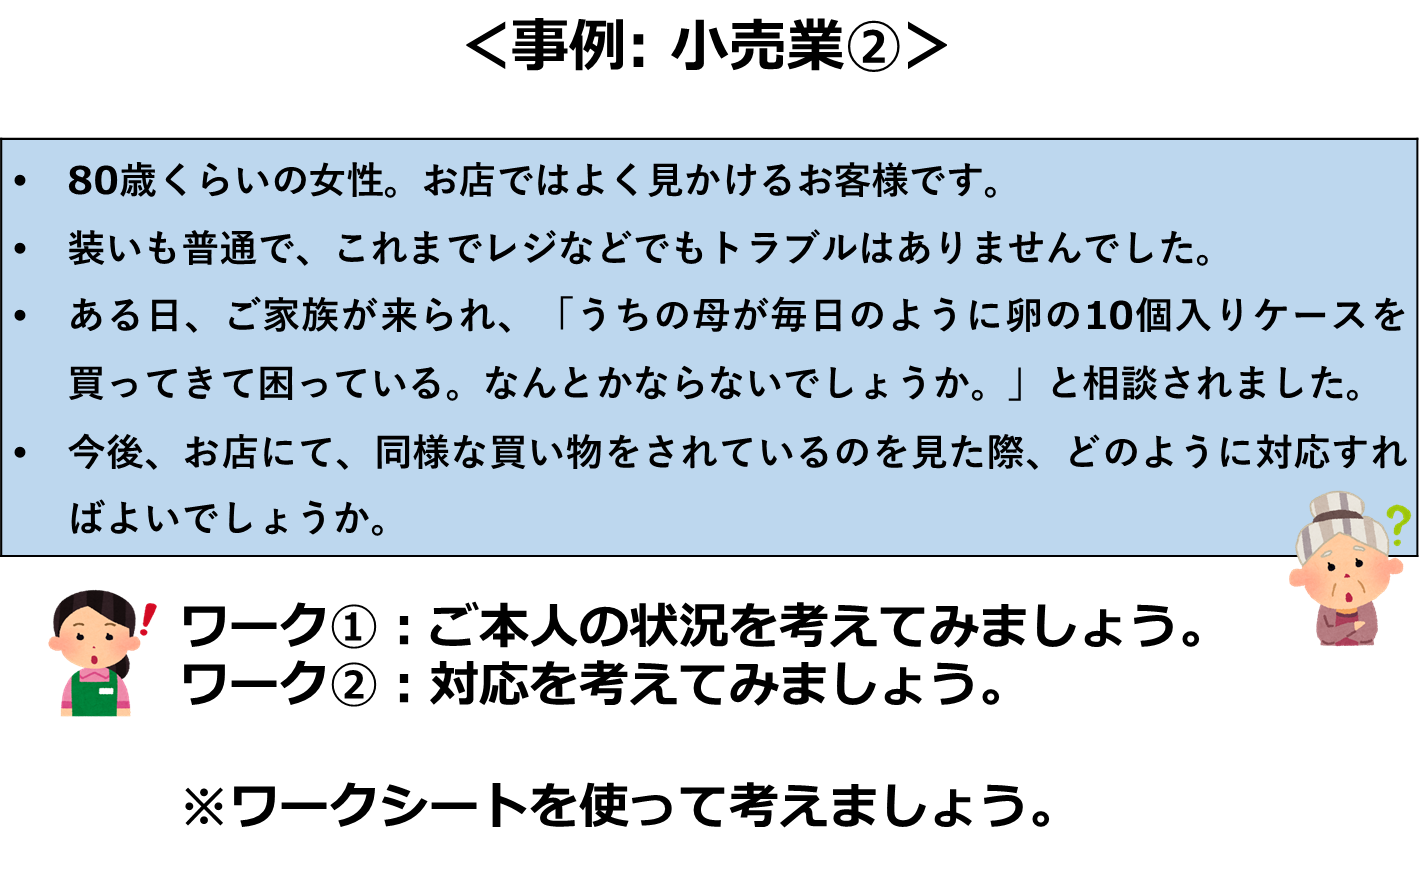 ＜事例: 小売業②＞
• 80歳くらいの女性。お店ではよく見かけるお客様です。
• 装いも普通で、これまでレジなどでもトラブルはありませんでした。
• ある日、ご家族が来られ、「うちの母が毎日のように卵の10個入りケースを
買ってきて困っている。なんとかならないでしょうか。」と相談されました。
• 今後、お店にて、同様な買い物をされているのを見た際、どのように対応すれ
ばよいでしょうか。
?
!
ワーク①：ご本人の状況を考えてみましょう。
ワーク②：対応を考えてみましょう。
※ワークシートを使って考えましょう。